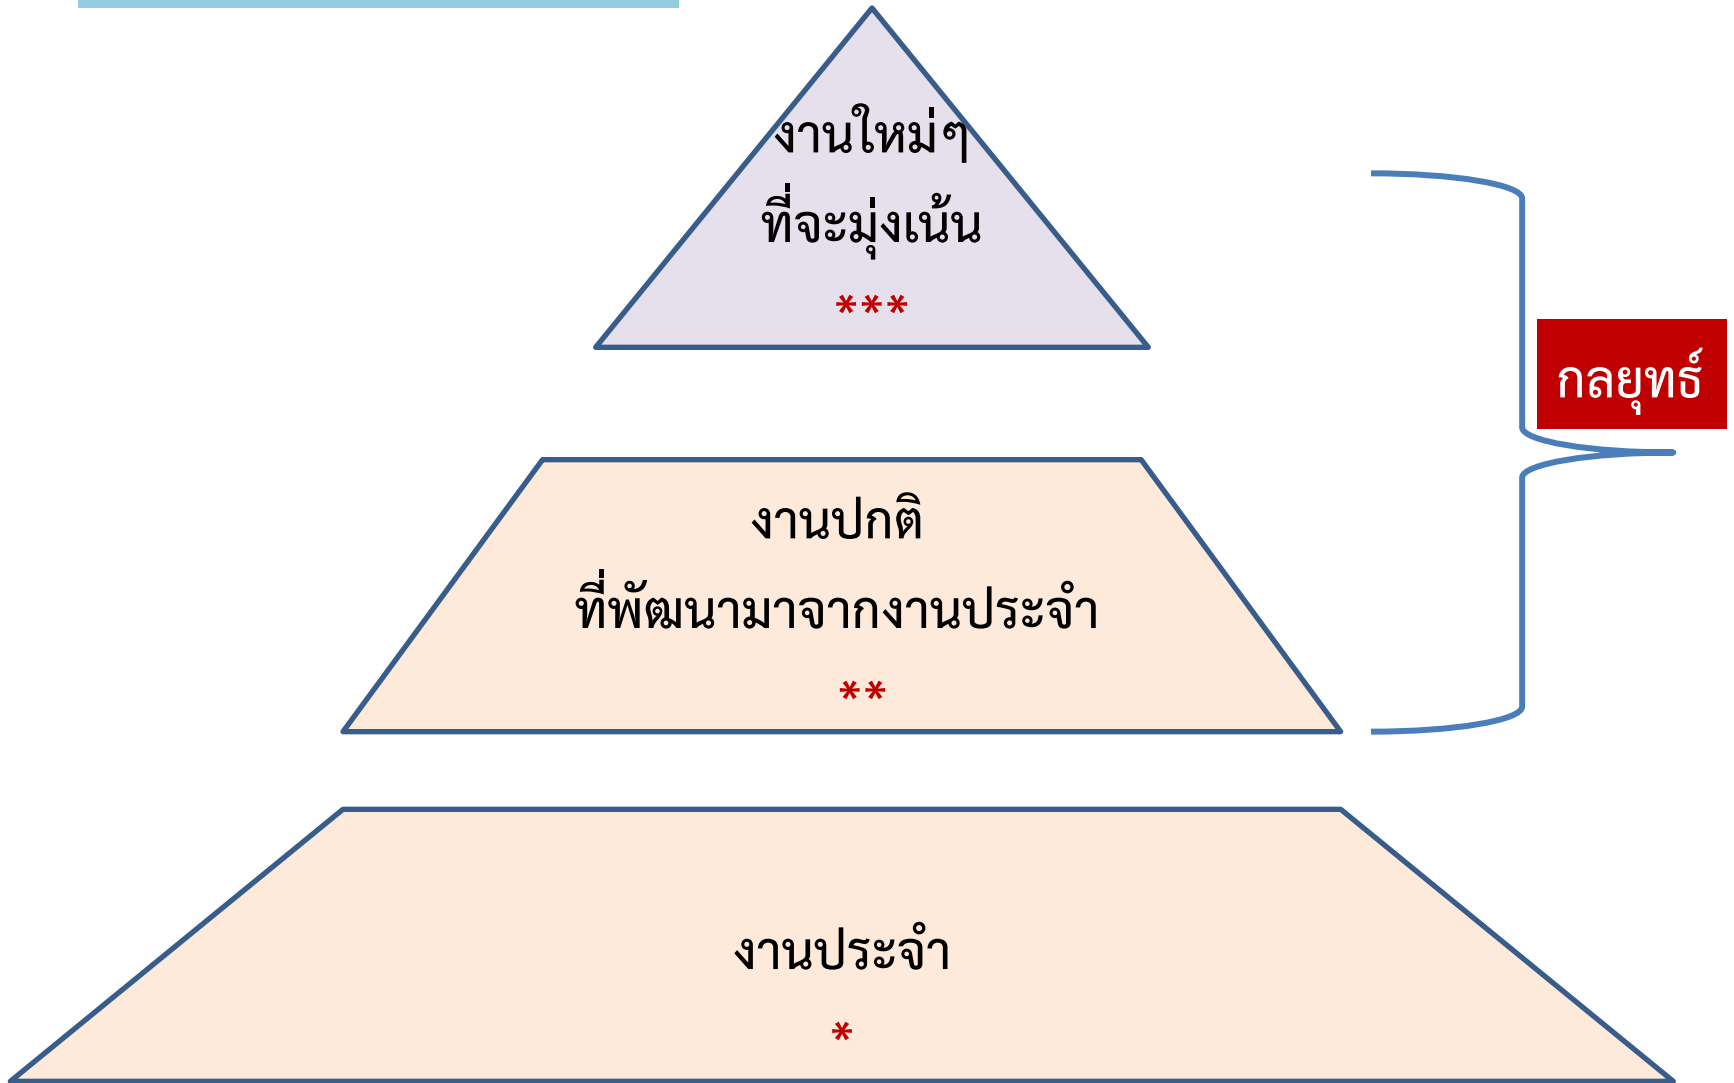 งานใหม่ๆ
ที่จะมุ่งเน้น
***
กลยุทธ์
งานปกติ
ที่พัฒนามาจากงานประจำ
**
งานประจำ
*